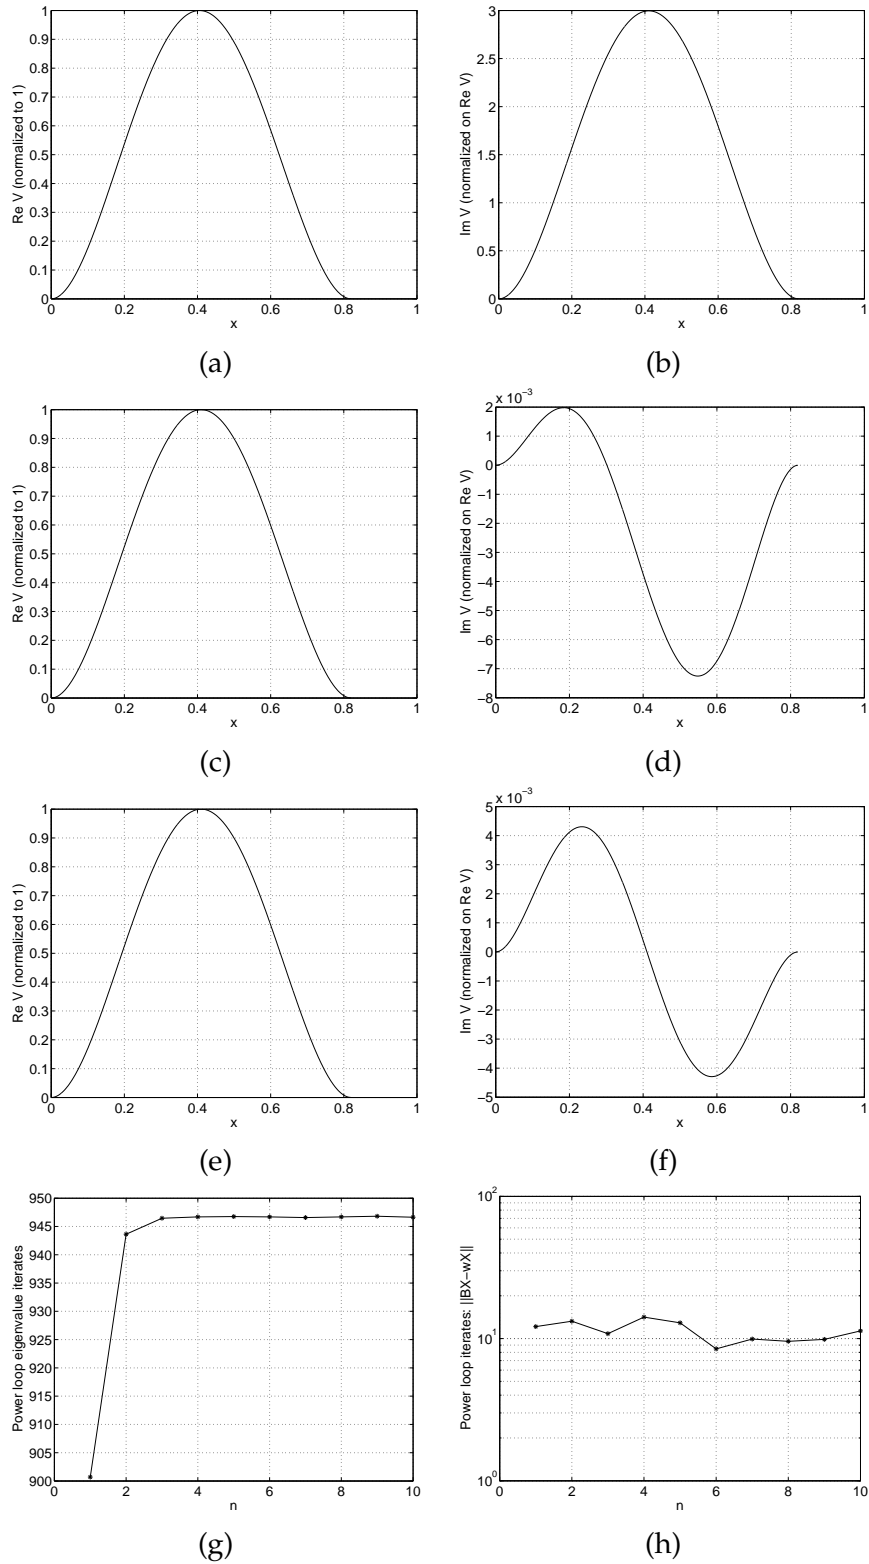 1
0.9
0.8
0.7
0.6
0.5
0.4
0.3
0.2
0.1
0
0 0.2 0.4 0.6 0.8 1
x
Re V (normalized to 1)
(a)
3
2.5
2
1.5
1
0.5
0
0 0.2 0.4 0.6 0.8 1
x
Im V (normalized on Re V)
(b)
1
0.9
0.8
0.7
0.6
0.5
0.4
0.3
0.2
0.1
0
0 0.2 0.4 0.6 0.8 1
x
Re V (normalized to 1)
(c)
x 10−3
2
1
0
−1
−2
−3
−4
−5
−6
−7
−8
0 0.2 0.4 0.6 0.8 1
x
Im V (normalized on Re V)
(d)
1
0.9
0.8
0.7
0.6
0.5
0.4
0.3
0.2
0.1
0
0 0.2 0.4 0.6 0.8 1
x
Re V (normalized to 1)
(e)
x 10−3
5
4
3
2
1
0
−1
−2
−3
−4
−5
0 0.2 0.4 0.6 0.8 1
x
Im V (normalized on Re V)
(f)
950
945
940
935
930
925
920
915
910
905
900
0 2 4 6 8 10
n
Power loop eigenvalue iterates
(g)
10²
10¹
10⁰
0 2 4 6 8 10
n
Power loop iterates: ||BX−wX||
(h)